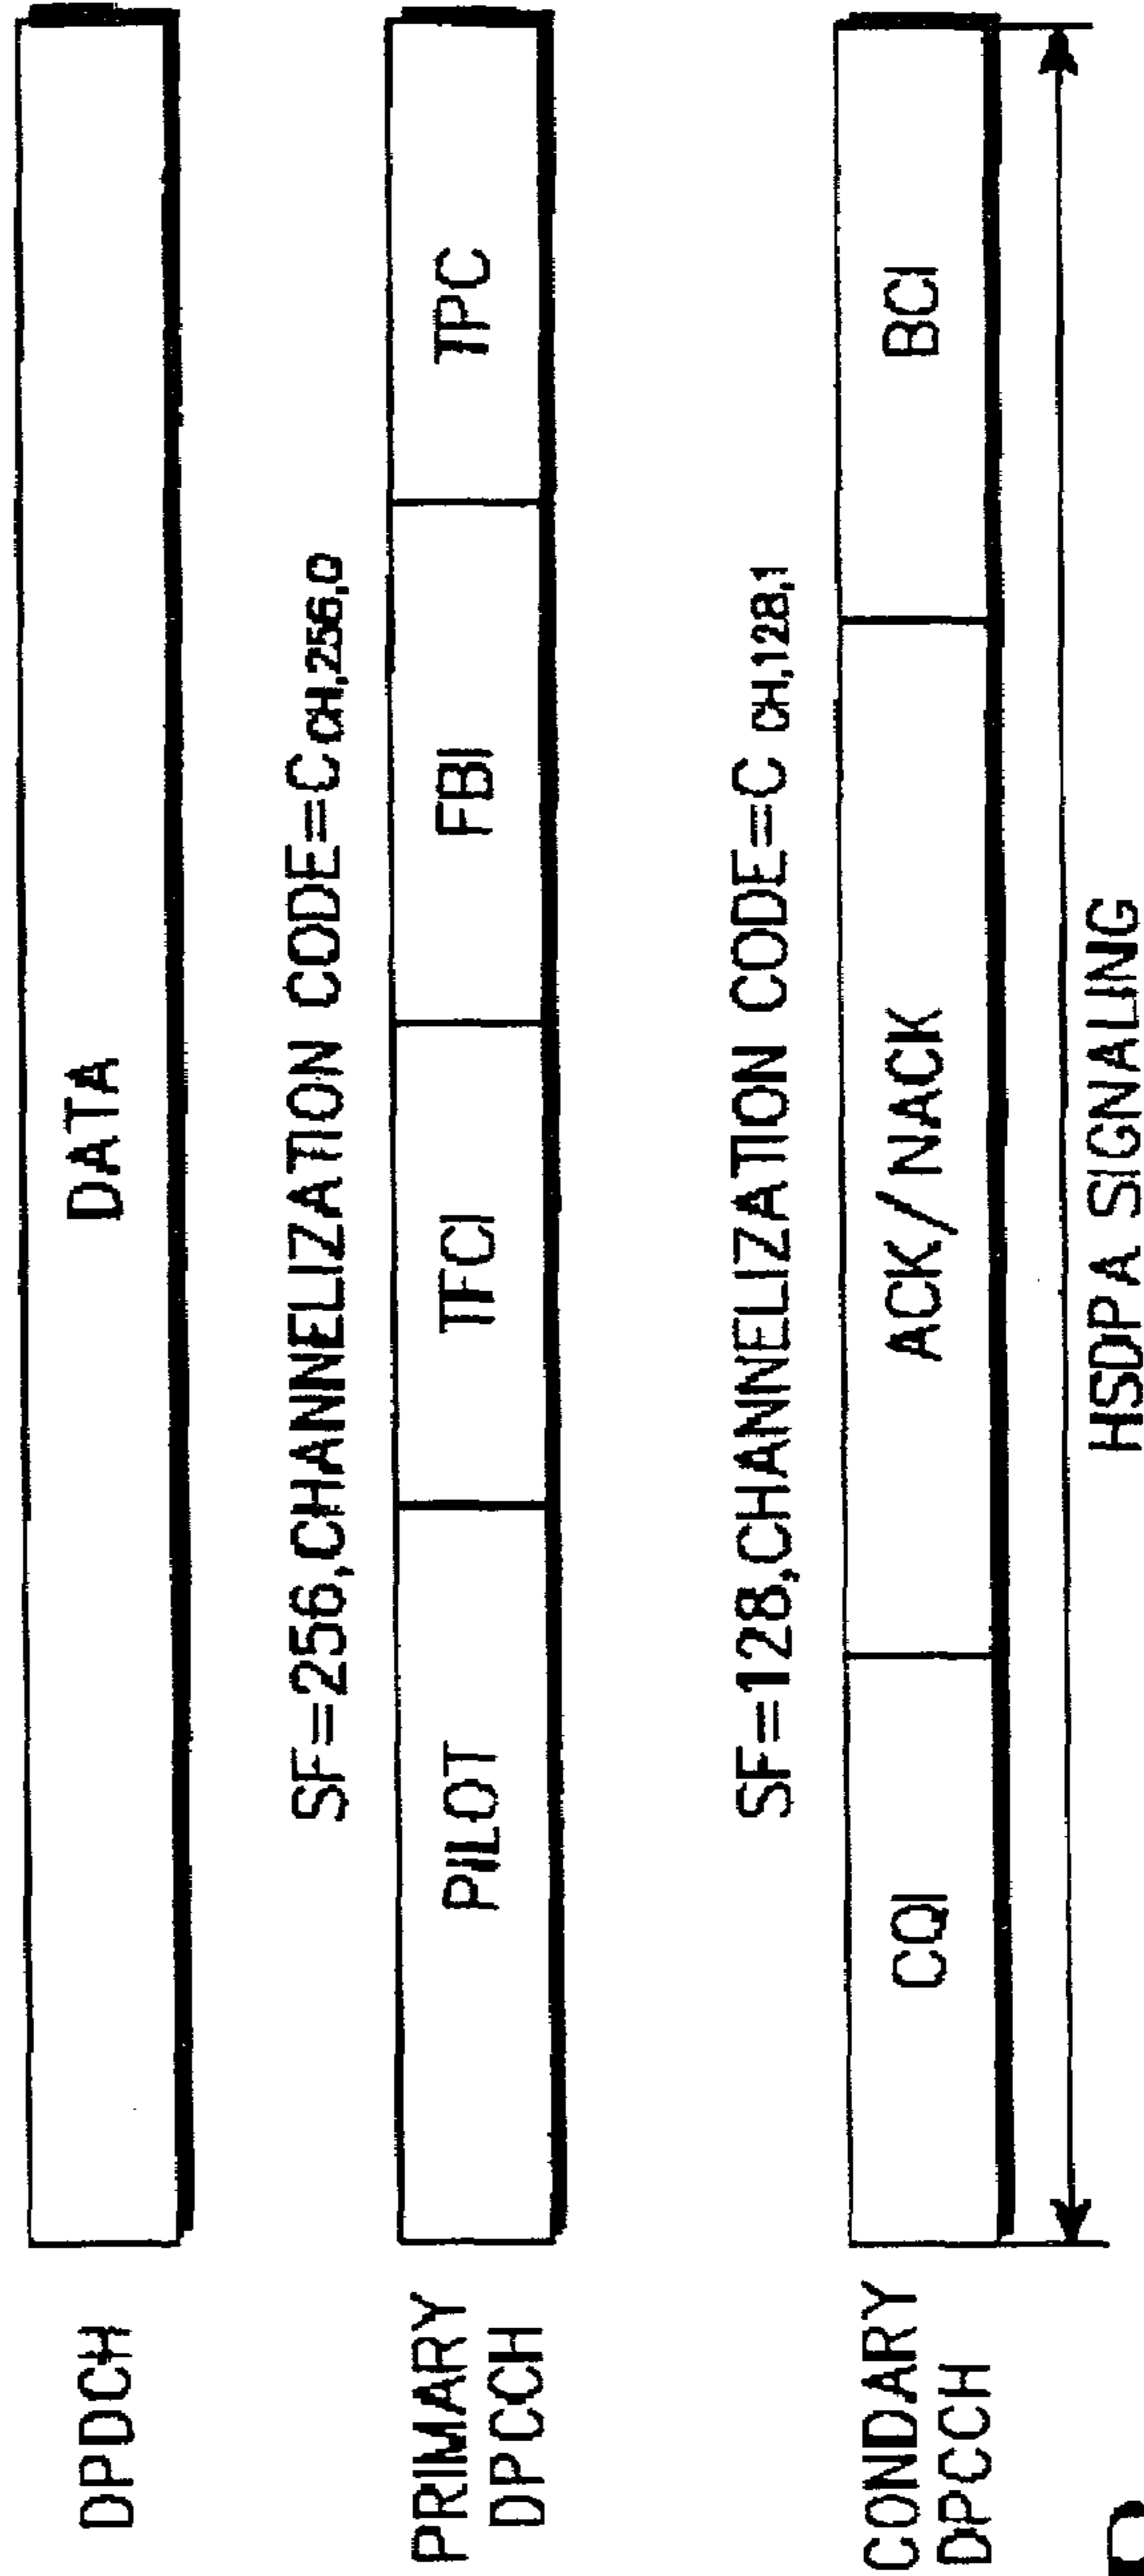 DPDCH
DATA
SF=256,CHANNELIZATION CODE=C CH,256,0
PRIMARY
DPCCH
PILOT
TFCI
FBI
TPC
SF=128,CHANNELIZATION CODE=C CH,128,1
CONDARY
DPCCH
CQI
ACK/NACK
BCI
HSDPA SIGNALING